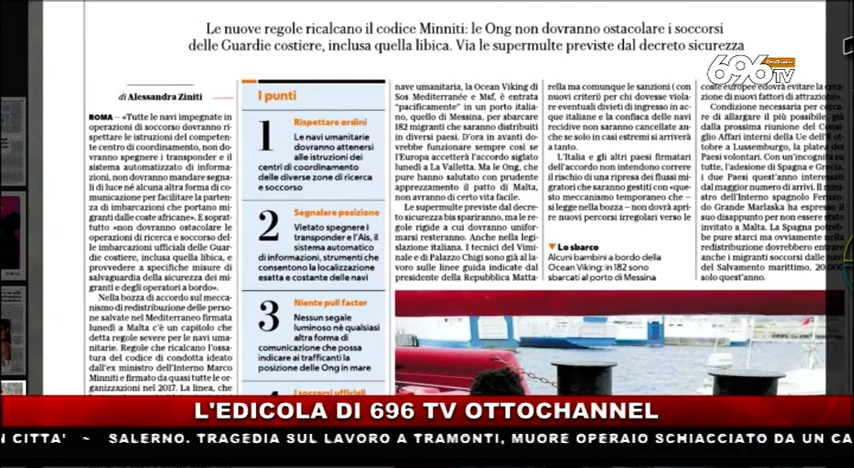 Le nuove regole ricalcano il codice Minniti: le Ong non dovranno ostacolare i soccorsi
delle Guardie costiere, inclusa quella libica. Via le supermulte previste dal decreto sicurezza
696
TV
di Alessandra Ziniti
ROMA – «Tutte le navi impegnate in
operazioni di soccorso dovranno ri-
spettare le istruzioni del competen-
te centro di coordinamento, non do-
vranno spegnere i transponder e il
sistema automatizzato di informa-
zioni, non dovranno mandare segna-
li di luce né alcuna altra forma di co-
municazione per facilitare la parten-
za di imbarcazioni che portano mi-
granti dalle coste africane». E soprat-
tutto «non dovranno ostacolare le
operazioni di ricerca e soccorso del-
le imbarcazioni ufficiali delle Guar-
die costiere, inclusa quella libica, e
provvedere a specifiche misure di
salvaguardia della sicurezza dei mi-
granti e degli operatori a bordo».
Nella bozza di accordo sul mecca-
nismo di redistribuzione delle perso-
ne salvate nel Mediterraneo firmata
lunedì a Malta c'è un capitolo che
detta regole severe per le navi uma-
nitarie. Regole che ricalcano l'ossa-
tura del codice di condotta ideato
dall'ex ministro dell'Interno Marco
Minniti e firmato da quasi tutte le or-
ganizzazioni nel 2017. La linea, che
I punti
1
Rispettare ordini
Le navi umanitarie
dovranno attenersi
alle istruzioni dei
centri di coordinamento
delle diverse zone di ricerca
e soccorso
2
Segnalare posizione
Vietato spegnere i
transponder e l'Ais, il
sistema automatico
di informazioni, strumenti che
consentono la localizzazione
esatta e costante delle navi
3
Niente pull factor
Nessun segale
luminoso nè qualsiasi
altra forma di
comunicazione che possa
indicare ai trafficanti la
posizione delle Ong in mare
I soccorsi ufficiali
nave umanitaria, la Ocean Viking di
Sos Mediterranée e Msf, è entrata
"pacificamente" in un porto italia-
no, quello di Messina, per sbarcare
182 migranti che saranno distribuiti
in diversi paesi. D'ora in avanti do-
vrebbe funzionare sempre così se
l'Europa accetterà l'accordo siglato
lunedì a La Valletta. Ma le Ong, che
pure hanno salutato con prudente
apprezzamento il patto di Malta,
non avranno di certo vita facile.
Le supermulte previste dal decre-
to sicurezza bis spariranno, ma le re-
gole rigide a cui dovranno unifor-
marsi resteranno. Anche nella legi-
slazione italiana. I tecnici del Vimi-
nale e di Palazzo Chigi sono già al la-
voro sulle linee guida indicate dal
presidente della Repubblica Matta-
rella ma comunque le sanzioni (con
nuovi criteri) per chi dovesse viola-
re eventuali divieti di ingresso in ac-
que italiane e la confisca delle navi
recidive non saranno cancellate an-
che se solo in casi estremi si arriverà
a tanto.
L'Italia e gli altri paesi firmatari
dell'accordo non intendono correre
il rischio di una ripresa dei flussi mi-
gratori che saranno gestiti con «que-
sto meccanismo temporaneo che –
si legge nella bozza – non dovrà apri-
re nuovi percorsi irregolari verso le
Lo sbarco
Alcuni bambini a bordo della
Ocean Viking: in 182 sono
sbarcati al porto di Messina
coste europee e dovrà evitare la crea-
zione di nuovi fattori di attrazione».
Condizione necessaria per cerca-
re di allargare il più possibile, già
dalla prossima riunione del Consi-
glio Affari interni della Ue dell'8 ot-
tobre a Lussemburgo, la platea dei
Paesi volontari. Con un'incognita su
tutte, l'adesione di Spagna e Grecia,
i due Paesi quest'anno interessati
dal maggior numero di arrivi. Il mini-
stro dell'Interno spagnolo Fernan-
do Grande Marlaska ha espresso il
suo disappunto per non essere stato
invitato a Malta. La Spagna potreb-
be pure starci ma ovviamente nella
redistribuzione dovrebbero entrare
anche i migranti soccorsi dalle navi
del Salvamento marittimo, 20.000
solo quest'anno.
L'EDICOLA DI 696 TV OTTOCHANNEL
N CITTA' ~ SALERNO. TRAGEDIA SUL LAVORO A TRAMONTI, MUORE OPERAIO SCHIACCIATO DA UN CA